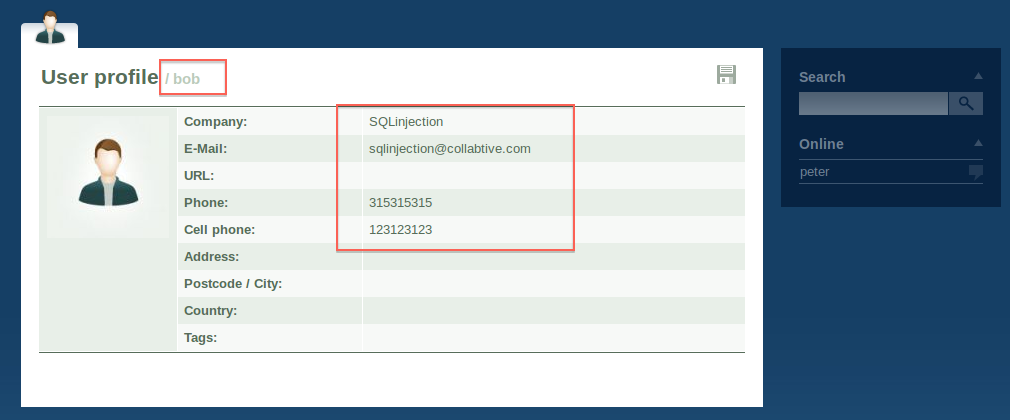 User profile / bob
Company: SQLinjection
E-Mail: sqlinjection@collabtive.com
URL:
Phone: 315315315
Cell phone: 123123123
Address:
Postcode / City:
Country:
Tags:
Search
Online
peter